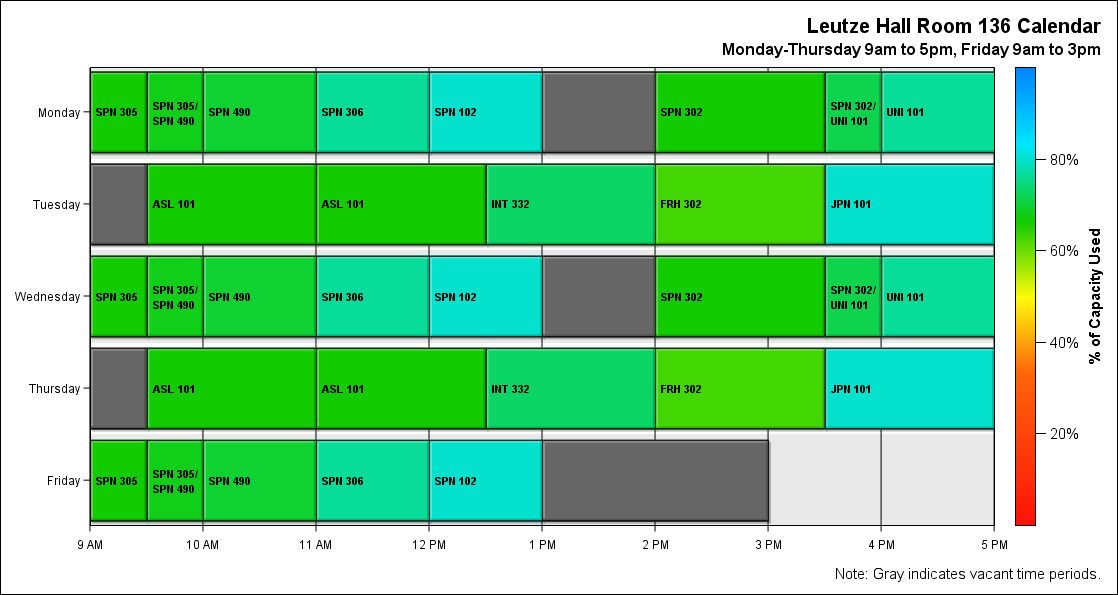 Leutze Hall Room 136 Calendar
Monday-Thursday 9am to 5pm, Friday 9am to 3pm
Monday
SPN 305
SPN 305/
SPN 490
SPN 490
SPN 306
SPN 102
SPN 302
SPN 302/
UNI 101
UNI 101
Tuesday
ASL 101
ASL 101
INT 332
FRH 302
JPN 101
Wednesday
SPN 305
SPN 305/
SPN 490
SPN 490
SPN 306
SPN 102
SPN 302
SPN 302/
UNI 101
UNI 101
Thursday
ASL 101
ASL 101
INT 332
FRH 302
JPN 101
Friday
SPN 305
SPN 305/
SPN 490
SPN 490
SPN 306
SPN 102
9 AM
10 AM
11 AM
12 PM
1 PM
2 PM
3 PM
4 PM
5 PM
80%
60%
40%
20%
% of Capacity Used
Note: Gray indicates vacant time periods.